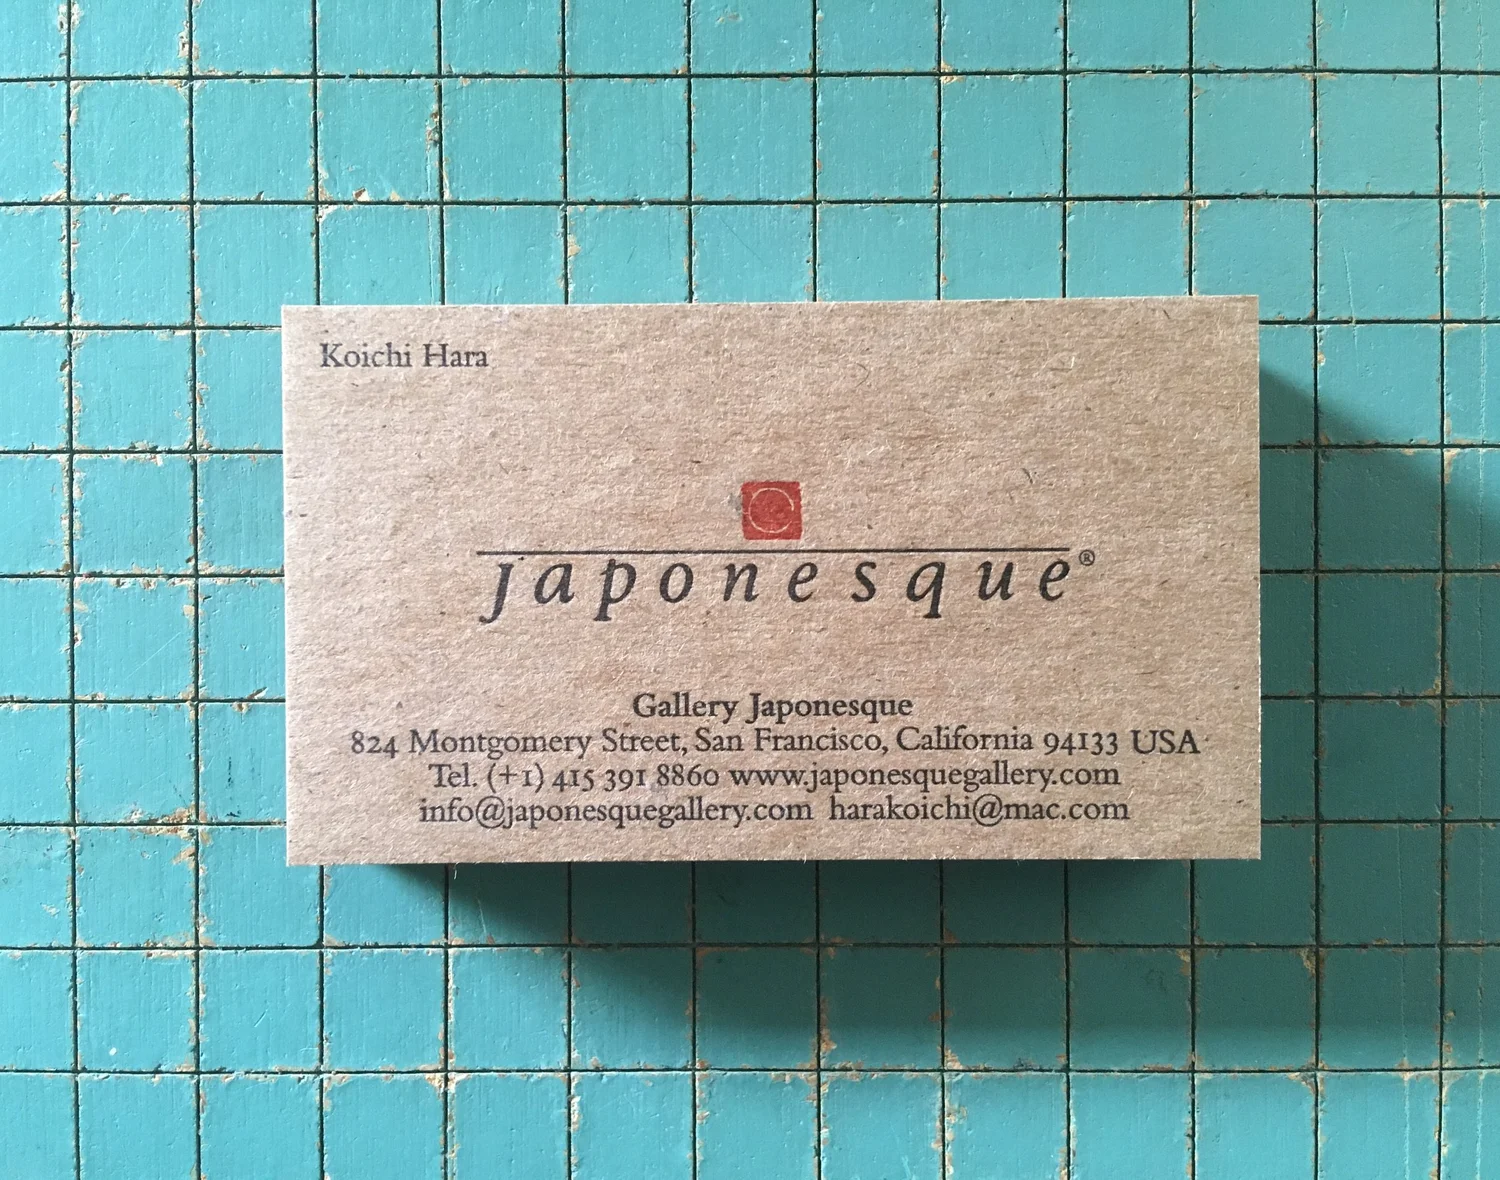 Koichi Hara
japonesque®
Gallery Japonesque
824 Montgomery Street, San Francisco, California 94133 USA
Tel. (+1) 415 391 8860 www.japonesquegallery.com
info@japonesquegallery.com harakoichi@mac.com